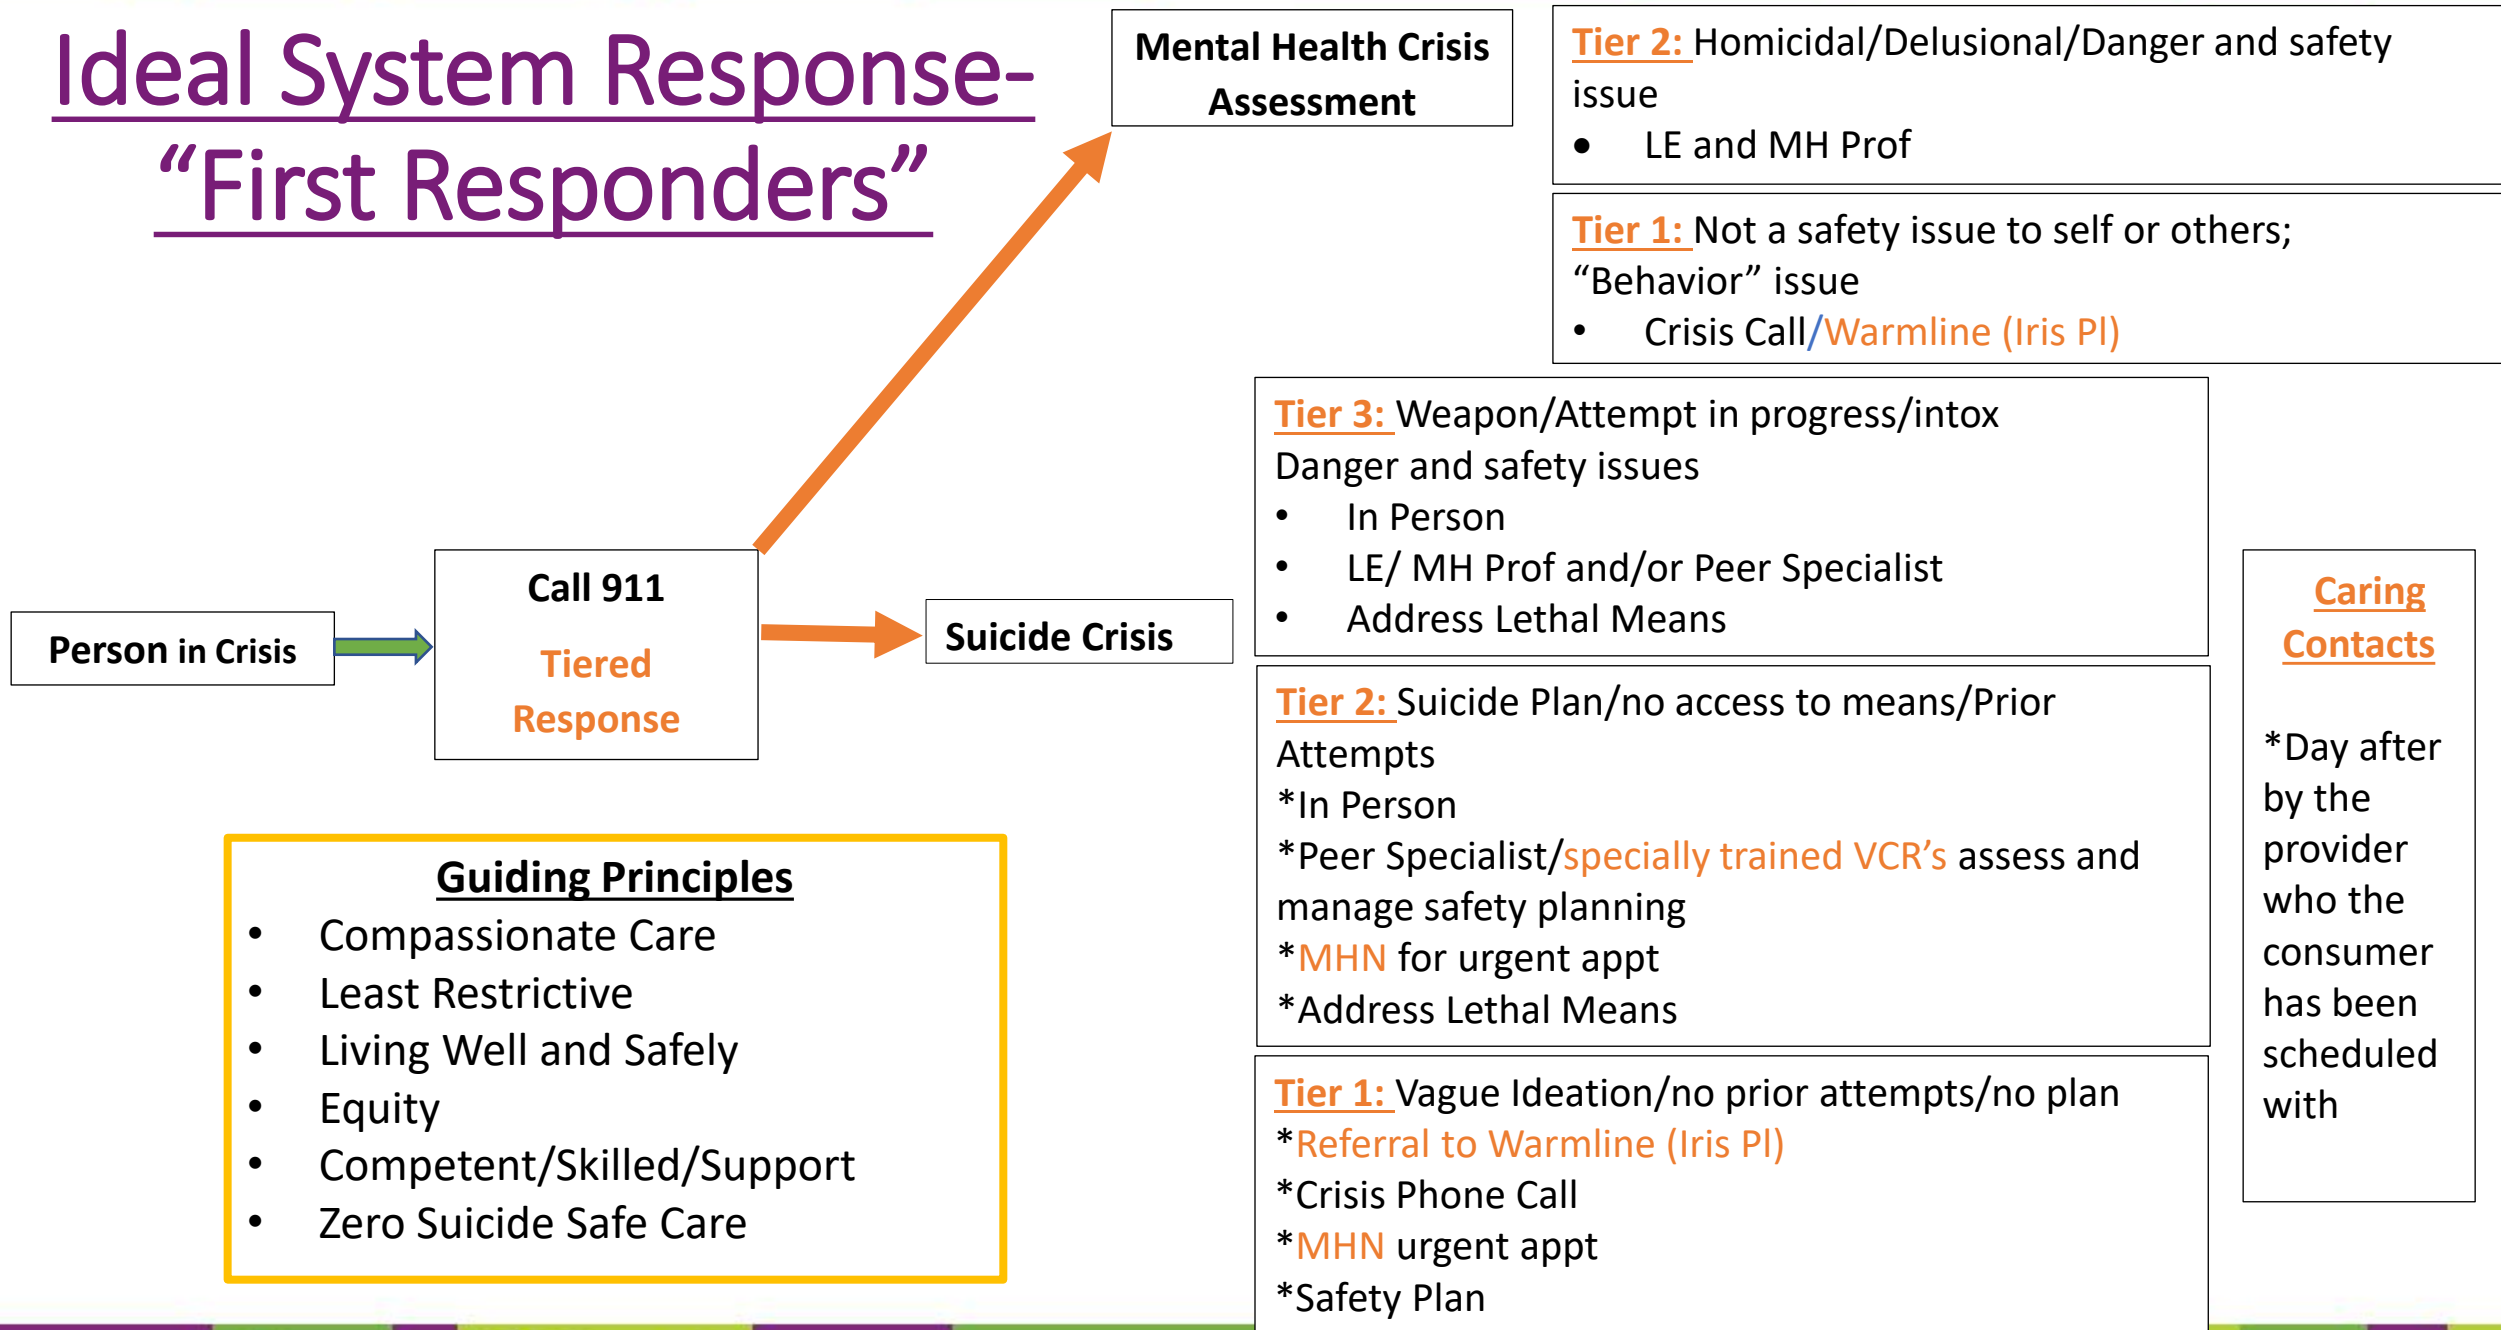 Ideal System Response-
“First Responders”
Mental Health Crisis
Assessment
Tier 2: Homicidal/Delusional/Danger and safety
issue
• LE and MH Prof
Tier 1: Not a safety issue to self or others;
“Behavior” issue
• Crisis Call/Warmline (Iris Pl)
Person in Crisis
Call 911
Tiered
Response
Suicide Crisis
Tier 3: Weapon/Attempt in progress/intox
Danger and safety issues
• In Person
• LE/ MH Prof and/or Peer Specialist
• Address Lethal Means
Tier 2: Suicide Plan/no access to means/Prior
Attempts
*In Person
*Peer Specialist/specially trained VCR’s assess and
manage safety planning
*MHN for urgent appt
*Address Lethal Means
Tier 1: Vague Ideation/no prior attempts/no plan
*Referral to Warmline (Iris Pl)
*Crisis Phone Call
*MHN urgent appt
*Safety Plan
Caring
Contacts
*Day after
by the
provider
who the
consumer
has been
scheduled
with
Guiding Principles
• Compassionate Care
• Least Restrictive
• Living Well and Safely
• Equity
• Competent/Skilled/Support
• Zero Suicide Safe Care